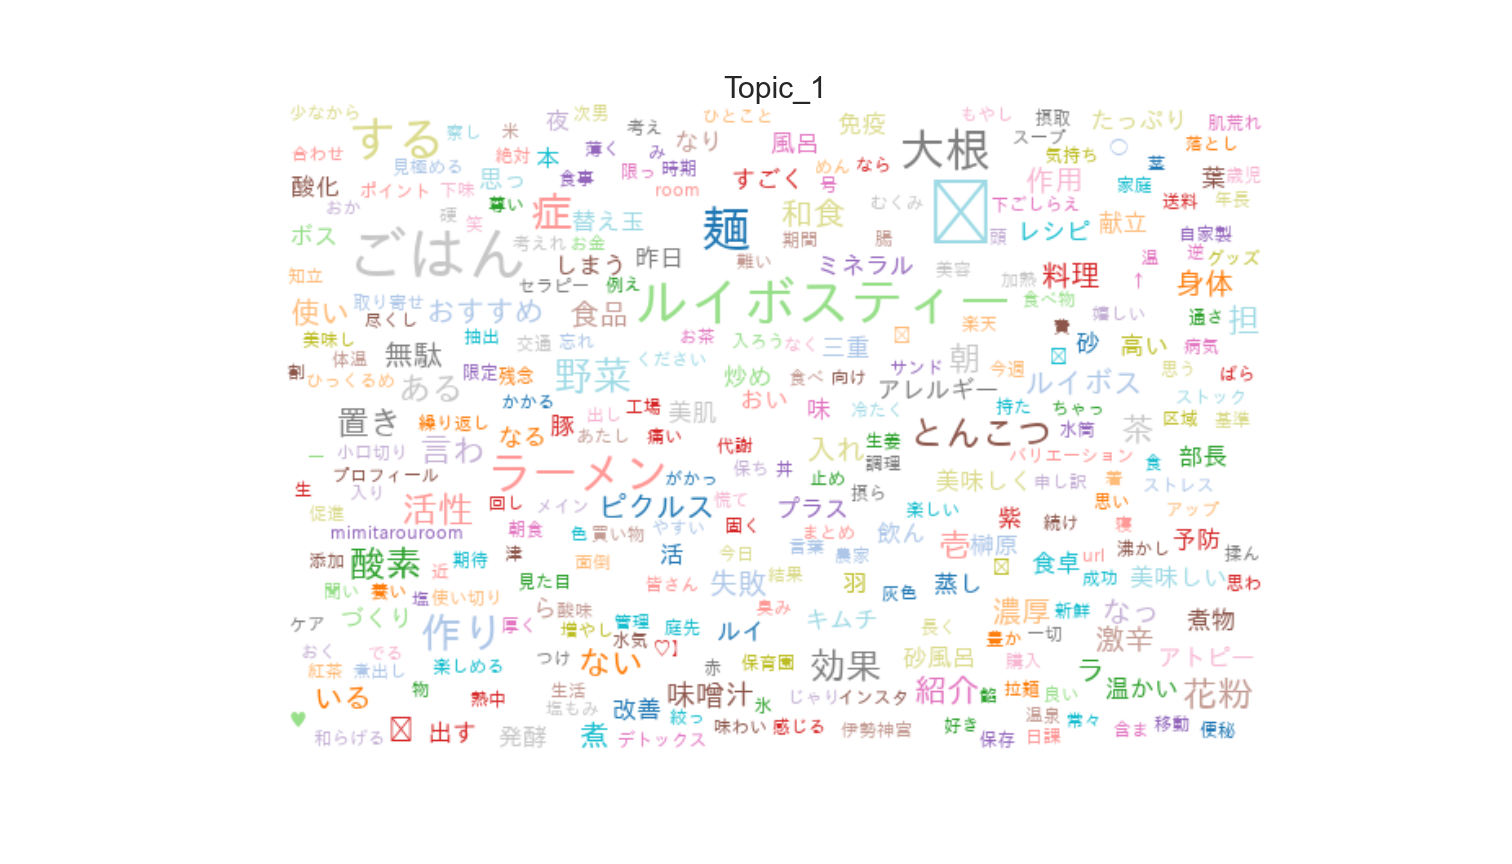 Topic_1
少なから する 察し 米 夜 次男 考え ひとこと 免疫 大根 もやし 摂取 たっぷり 肌荒れ
合わせ 見極める 絶対 本 薄く み なり 風呂 スープ 気持ち 〇 茎 落とし
酸化 ポイント 下味 思っ 食事 限っ 時期 room すごく めん なら 号 作用 家庭 葉 歳児
おか 硬 笑 尊い 症 替え玉 麺 和食 むくみ 下ごしらえ 献立 送料 年長
ボス ごはん 考えれ お金 昨日 期間 腸 頭 レシピ 自家製
知立 セラピー 例え しまう 難い ミネラル 美容 加熱 料理 温 ↑ 逆 グッズ 身体
使い 取り寄せ 尽くし おすすめ 食品 ルイボスティー 食べ物 嬉しい 通さ 担
美味し 体温 無駄 抽出 交通 忘れ お茶 入ろう なく 三重 楽天 費 砂 高い 病気
割 ひっくるめ ある 限定 残念 野菜 ください 炒め 食べ 向け サンド 朝 今週 ルイボス 思う ばら
置き 繰り返し かかる 出し 工場 美肌 おい 味 冷たく アレルギー 持た ちゃっ ストック 区域 基準
小口切り 言わ なる 豚 あたし 痛い 代謝 入れ 生姜 とんこつ 水筒 茶
ー プロフィール ラーメン がかっ 保ち 丼 止め 調理 バリエーション 食 部長
生 入り 活性 回し メイン ピクルス 慌て プラス 摂ら 美味しく 申し訳 着 ストレス
促進 mimitarouroom 朝食 色 買い物 やすい 固く まとめ 楽しい 紫 続け 思い 寝 アップ
添加 酸素 近 期待 津 面倒 活 今日 言葉 農家 飲ん 壱 榊原 食卓 url 沸かし 予防 揉ん
聞い 養い 塩 使い切り 見た目 皆さん 失敗 結果 羽 灰色 蒸し 成功 美味しい 思わ
ケア づくり 作り 厚く ら 酸味 増やし 管理 水気 庭先 ルイ 臭み キムチ 長く 濃厚 新鮮 なっ 煮物
おく でる 紅茶 煮出し 楽しめる つけ ない ♡】 赤 保育園 効果 砂風呂 豊か 一切 購入 激辛 アトピー
いる 物 熱中 生活 塩もみ 味噌汁 氷 じゃり インスタ 紹介 餡 拉麺 良い ラ 温かい 花粉
♥ 和らげる 出す 発酵 煮 改善 絞っ デトックス 味わい 感じる 伊勢神宮 好き 保存 温泉 日課 常々 含ま 移動 便秘